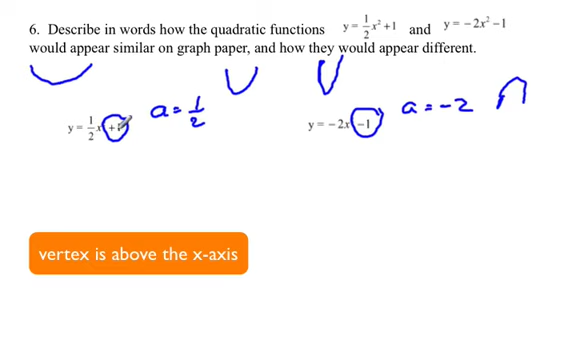 6. Describe in words how the quadratic functions y = 1/2 x² + 1 and y = − 2x² − 1
would appear similar on graph paper, and how they would appear different.
a = 1/2
a = -2
y = 1/2 x +
y = − 2x −1
vertex is above the x-axis